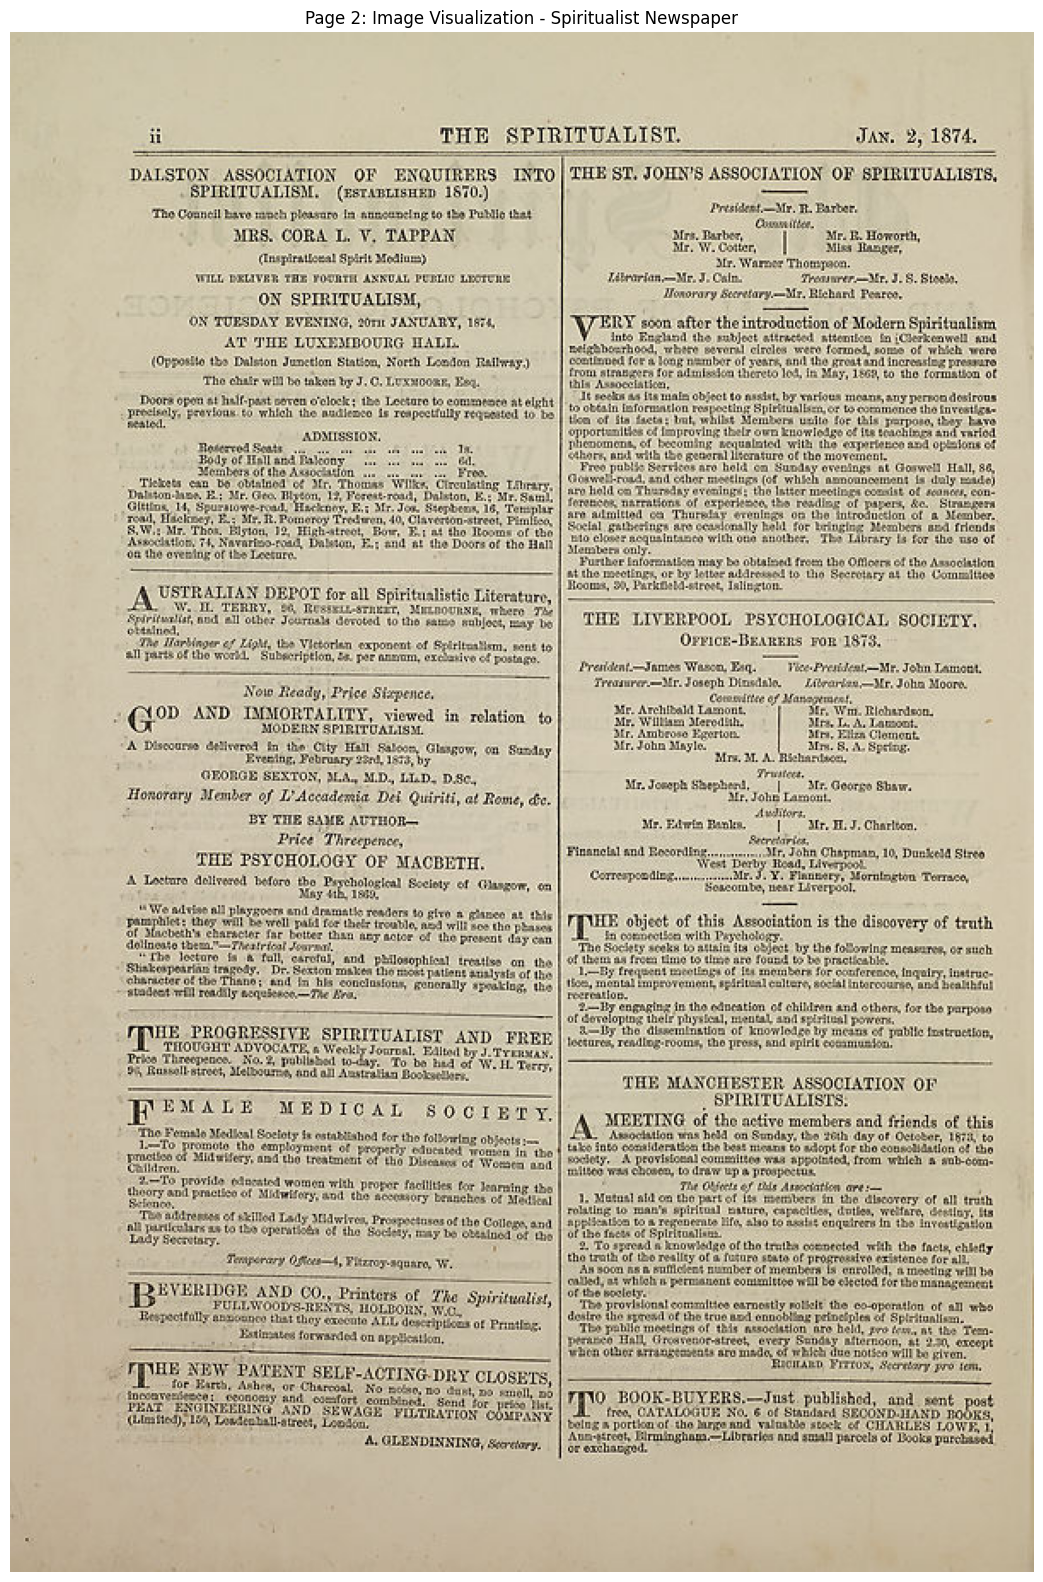 Page 2: Image Visualization - Spiritualist Newspaper
ii THE SPIRITUALIST. JAN. 2, 1874.
DALSTON ASSOCIATION OF ENQUIRERS INTO
SPIRITUALISM. (ESTABLISHED 1870.)
The Council have much pleasure in announcing to the Public that
MRS. CORA L. V. TAPPAN
(Inspirational Spirit Medium)
WILL DELIVER THE FOURTH ANNUAL PUBLIC LECTURE
ON SPIRITUALISM,
ON TUESDAY EVENING, 20TH JANUARY, 1874,
AT THE LUXEMBOURG HALL.
(Opposite the Dalston Junction Station, North London Railway.)
The chair will be taken by J. C. LUXMOORE, Esq.
Doors open at half-past seven o'clock; the Lecture to commence at eight
precisely, previous to which the audience is respectfully requested to be
seated.
ADMISSION.
Reserved Seats ... ... ... ... ... ... ... 1s.
Body of Hall and Balcony ... ... ... ... 6d.
Members of the Association ... ... ... ... Free.
Tickets can be obtained of Mr. Thomas Wilks, Circulating Library,
Dalston-lane, E.; Mr. Geo. Blyton, 12, Forest-road, Dalston, E.; Mr. Saml.
Gittins, 14, Spurstowe-road, Hackney, E.; Mr. Jos. Stephens, 16, Templar
road, Hackney, E.; Mr. R. Pomeroy Tredwen, 40, Claverton-street, Pimlico,
S.W.; Mr. Thos. Blyton, 12, High-street, Bow, E.; at the Rooms of the
Association, 74, Navarino-road, Dalston, E.; and at the Doors of the Hall
on the evening of the Lecture.
AUSTRALIAN DEPOT for all Spiritualistic Literature,
W. H. TERRY, 96, RUSSELL-STREET, MELBOURNE, where The
Spiritualist, and all other Journals devoted to the same subject, may be
obtained.
The Harbinger of Light, the Victorian exponent of Spiritualism, sent to
all parts of the world. Subscription, 5s. per annum, exclusive of postage.
Now Ready, Price Sixpence.
GOD AND IMMORTALITY, viewed in relation to
MODERN SPIRITUALISM.
A Discourse delivered in the City Hall Saloon, Glasgow, on Sunday
Evening, February 23rd, 1873, by
GEORGE SEXTON, M.A., M.D., LL.D., D.Sc.,
Honorary Member of L'Accademia Dei Quiriti, at Rome, &c.
BY THE SAME AUTHOR—
Price Threepence,
THE PSYCHOLOGY OF MACBETH.
A Lecture delivered before the Psychological Society of Glasgow, on
May 4th, 1869.
"We advise all playgoers and dramatic readers to give a glance at this
pamphlet; they will be well paid for their trouble, and will see the phases
of Macbeth's character far better than any actor of the present day can
delineate them."—Theatrical Journal.
"The lecture is a full, careful, and philosophical treatise on the
Shakespearian tragedy. Dr. Sexton makes the most patient analysis of the
character of the Thane; and in his conclusions, generally speaking, the
student will readily acquiesce.—The Era.
THE PROGRESSIVE SPIRITUALIST AND FREE
THOUGHT ADVOCATE, a Weekly Journal. Edited by J. TYERMAN.
Price Threepence. No. 2, published to-day. To be had of W. H. Terry,
96, Russell-street, Melbourne, and all Australian Booksellers.
FEMALE MEDICAL SOCIETY.
The Female Medical Society is established for the following objects:—
1.—To promote the employment of properly educated women in the
practice of Midwifery, and the treatment of the Diseases of Women and
Children.
2.—To provide educated women with proper facilities for learning the
theory and practice of Midwifery, and the accessory branches of Medical
Science.
The addresses of skilled Lady Midwives, Prospectuses of the College, and
all particulars as to the operations of the Society, may be obtained of the
Lady Secretary.
Temporary Offices—4, Fitzroy-square, W.
BEVERIDGE AND CO., Printers of The Spiritualist,
FULLWOOD'S-RENTS, HOLBORN, W.C.,
Respectfully announce that they execute ALL descriptions of Printing.
Estimates forwarded on application.
THE NEW PATENT SELF-ACTING DRY CLOSETS,
for Earth, Ashes, or Charcoal. No noise, no dust, no smell, no
inconvenience; economy and comfort combined. Send for price list.
PEAT ENGINEERING AND SEWAGE FILTRATION COMPANY
(Limited), 150, Leadenhall-street, London.
A. GLENDINNING, Secretary.
THE ST. JOHN'S ASSOCIATION OF SPIRITUALISTS.
President.—Mr. R. Barber.
Committee.
Mrs. Barber, | Mr. R. Howorth,
Mr. W. Cotter, | Miss Ranger,
Mr. Warner Thompson.
Librarian.—Mr. J. Cain. Treasurer.—Mr. J. S. Steele.
Honorary Secretary.—Mr. Richard Pearce.
VERY soon after the introduction of Modern Spiritualism
into England the subject attracted attention in Clerkenwell and
neighbourhood, where several circles were formed, some of which were
continued for a long number of years, and the great and increasing pressure
from strangers for admission thereto led, in May, 1869, to the formation of
this Association.
It seeks as its main object to assist, by various means, any person desirous
to obtain information respecting Spiritualism, or to commence the investiga-
tion of its facts; but, whilst Members unite for this purpose, they have
opportunities of improving their own knowledge of its teachings and varied
phenomena, of becoming acquainted with the experience and opinions of
others, and with the general literature of the movement.
Free public Services are held on Sunday evenings at Goswell Hall, 86,
Goswell-road, and other meetings (of which announcement is duly made)
are held on Thursday evenings; the latter meetings consist of seances, con-
ferences, narrations of experience, the reading of papers, &c. Strangers
are admitted on Thursday evenings on the introduction of a Member.
Social gatherings are occasionally held for bringing Members and friends
nto closer acquaintance with one another. The Library is for the use of
Members only.
Further information may be obtained from the Officers of the Association
at the meetings, or by letter addressed to the Secretary at the Committee
Rooms, 30, Parkfield-street, Islington.
THE LIVERPOOL PSYCHOLOGICAL SOCIETY.
OFFICE-BEARERS FOR 1873.
President.—James Wason, Esq. Vice-President.—Mr. John Lamont.
Treasurer.—Mr. Joseph Dinsdale. Librarian.—Mr. John Moore.
Committee of Management.
Mr. Archibald Lamont. | Mr. Wm. Richardson.
Mr. William Meredith. | Mrs. L. A. Lamont.
Mr. Ambrose Egerton. | Mrs. Eliza Clement.
Mr. John Mayle. | Mrs. S. A. Spring.
Mrs. M. A. Richardson.
Trustees.
Mr. Joseph Shepherd. | Mr. George Shaw.
Mr. John Lamont.
Auditors.
Mr. Edwin Banks. | Mr. H. J. Charlton.
Secretaries.
Financial and Recording...............Mr. John Chapman, 10, Dunkeld Stree
West Derby Road, Liverpool.
Corresponding...............Mr. J. Y. Flannery, Mornington Terrace,
Seacombe, near Liverpool.
THE object of this Association is the discovery of truth
in connection with Psychology.
The Society seeks to attain its object by the following measures, or such
of them as from time to time are found to be practicable.
1.—By frequent meetings of its members for conference, inquiry, instruc-
tion, mental improvement, spiritual culture, social intercourse, and healthful
recreation.
2.—By engaging in the education of children and others, for the purpose
of developing their physical, mental, and spiritual powers.
3.—By the dissemination of knowledge by means of public instruction,
lectures, reading-rooms, the press, and spirit communion.
THE MANCHESTER ASSOCIATION OF
SPIRITUALISTS.
A MEETING of the active members and friends of this
Association was held on Sunday, the 26th day of October, 1873, to
take into consideration the best means to adopt for the consolidation of the
society. A provisional committee was appointed, from which a sub-com-
mittee was chosen, to draw up a prospectus.
The Objects of this Association are:—
1. Mutual aid on the part of its members in the discovery of all truth
relating to man's spiritual nature, capacities, duties, welfare, destiny, its
application to a regenerate life, also to assist enquirers in the investigation
of the facts of Spiritualism.
2. To spread a knowledge of the truths connected with the facts, chiefly
the truth of the reality of a future state of progressive existence for all.
As soon as a sufficient number of members is enrolled, a meeting will be
called, at which a permanent committee will be elected for the management
of the society.
The provisional committee earnestly solicit the co-operation of all who
desire the spread of the true and ennobling principles of Spiritualism.
The public meetings of this association are held, pro tem., at the Tem-
perance Hall, Grosvenor-street, every Sunday afternoon, at 2.30, except
when other arrangements are made, of which due notice will be given.
RICHARD FITTON, Secretary pro tem.
TO BOOK-BUYERS.—Just published, and sent post
free, CATALOGUE No. 6 of Standard SECOND-HAND BOOKS,
being a portion of the large and valuable stock of CHARLES LOWE, 1,
Ann-street, Birmingham.—Libraries and small parcels of Books purchased
or exchanged.